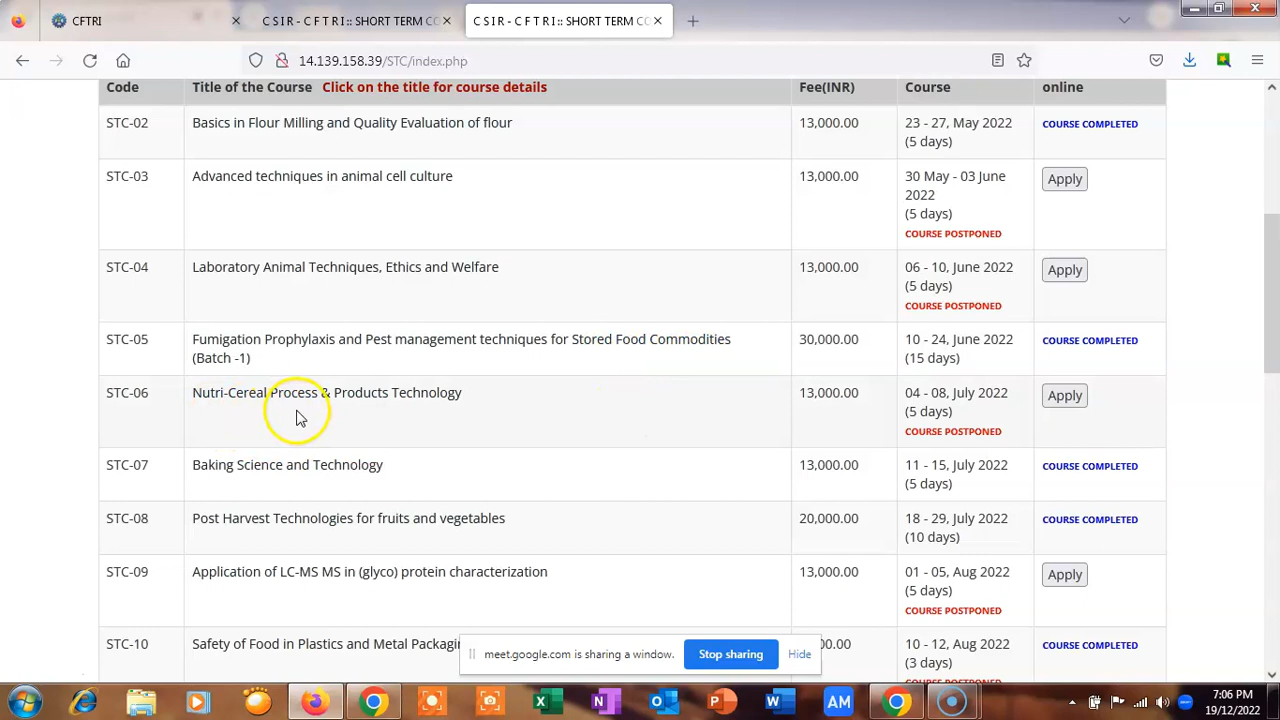 CFTRI
C S I R - C F T R I :: SHORT TERM CO
C S I R - C F T R I :: SHORT TERM CO
14.139.158.39/STC/index.php
Code Title of the Course Click on the title for course details Fee(INR) Course online
STC-02 Basics in Flour Milling and Quality Evaluation of flour 13,000.00 23 - 27, May 2022 COURSE COMPLETED
(5 days)
STC-03 Advanced techniques in animal cell culture 13,000.00 30 May - 03 June Apply
2022
(5 days)
COURSE POSTPONED
STC-04 Laboratory Animal Techniques, Ethics and Welfare 13,000.00 06 - 10, June 2022 Apply
(5 days)
COURSE POSTPONED
STC-05 Fumigation Prophylaxis and Pest management techniques for Stored Food Commodities 30,000.00 10 - 24, June 2022 COURSE COMPLETED
(Batch -1) (15 days)
STC-06 Nutri-Cereal Process & Products Technology 13,000.00 04 - 08, July 2022 Apply
(5 days)
COURSE POSTPONED
STC-07 Baking Science and Technology 13,000.00 11 - 15, July 2022 COURSE COMPLETED
(5 days)
STC-08 Post Harvest Technologies for fruits and vegetables 20,000.00 18 - 29, July 2022 COURSE COMPLETED
(10 days)
STC-09 Application of LC-MS MS in (glyco) protein characterization 13,000.00 01 - 05, Aug 2022 Apply
(5 days)
COURSE POSTPONED
STC-10 Safety of Food in Plastics and Metal Packagin 00.00 10 - 12, Aug 2022 COURSE COMPLETED
(3 days)
meet.google.com is sharing a window. Stop sharing Hide
AM
7:06 PM
19/12/2022